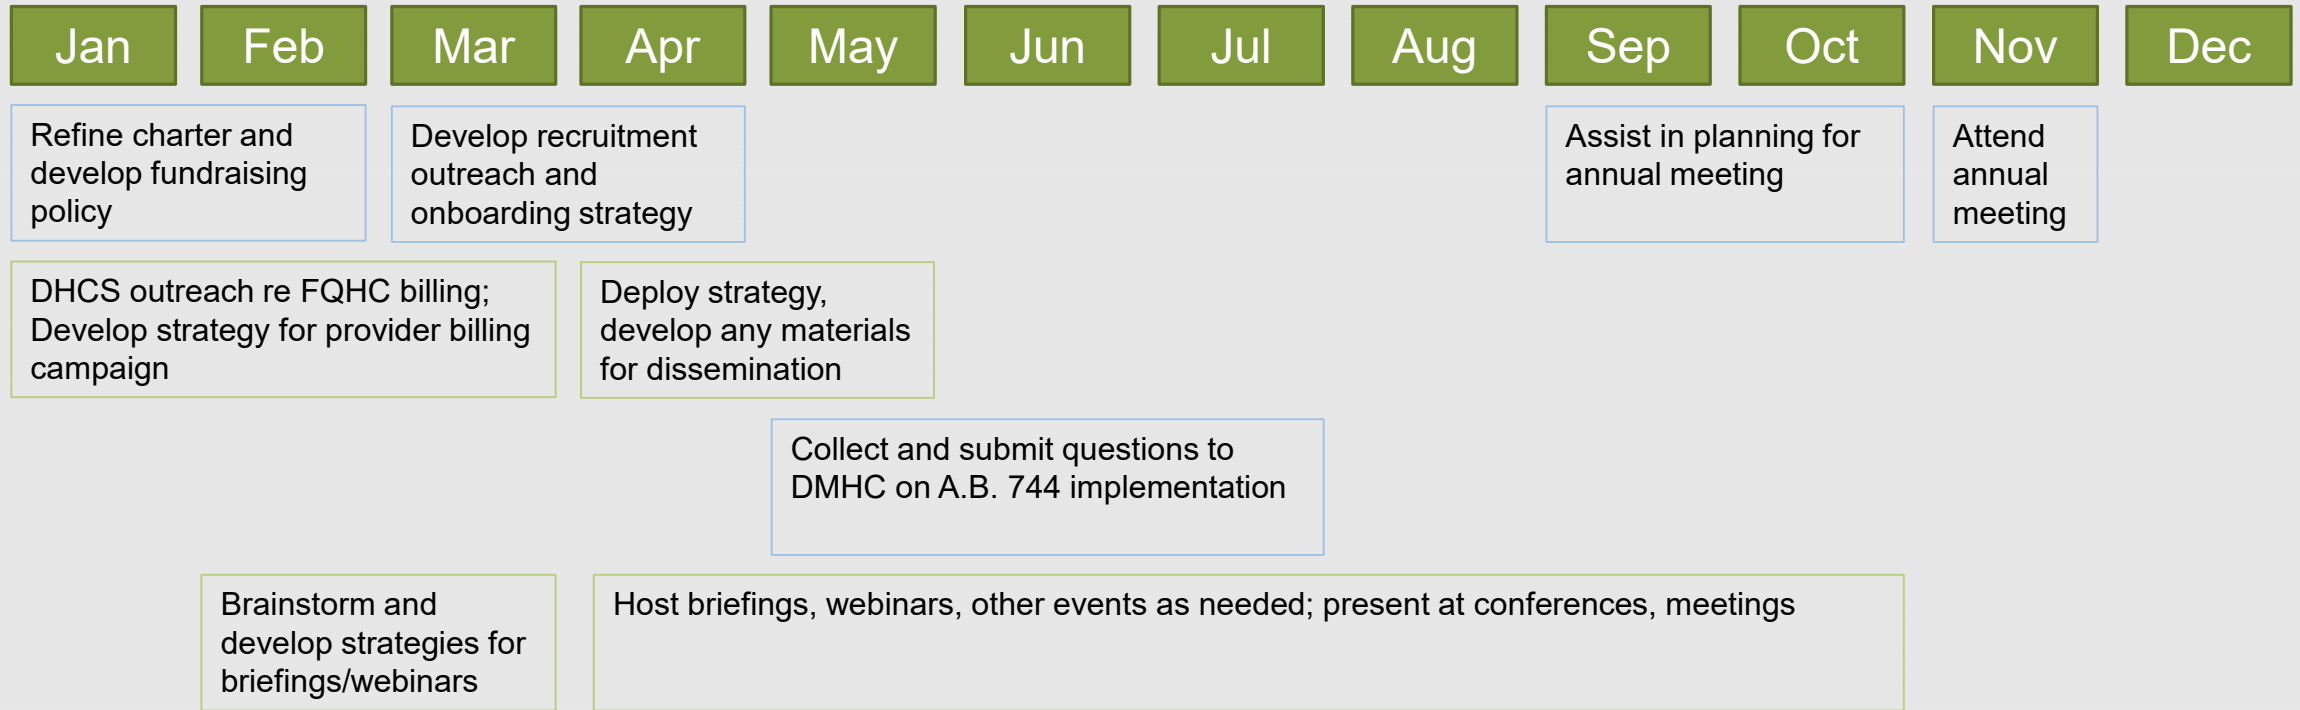 Jan Feb Mar Apr May Jun Jul Aug Sep Oct Nov Dec
Refine charter and
develop fundraising
policy
Develop recruitment
outreach and
onboarding strategy
Assist in planning for
annual meeting
Attend
annual
meeting
DHCS outreach re FQHC billing;
Develop strategy for provider billing
campaign
Deploy strategy,
develop any materials
for dissemination
Collect and submit questions to
DMHC on A.B. 744 implementation
Brainstorm and
develop strategies for
briefings/webinars
Host briefings, webinars, other events as needed; present at conferences, meetings